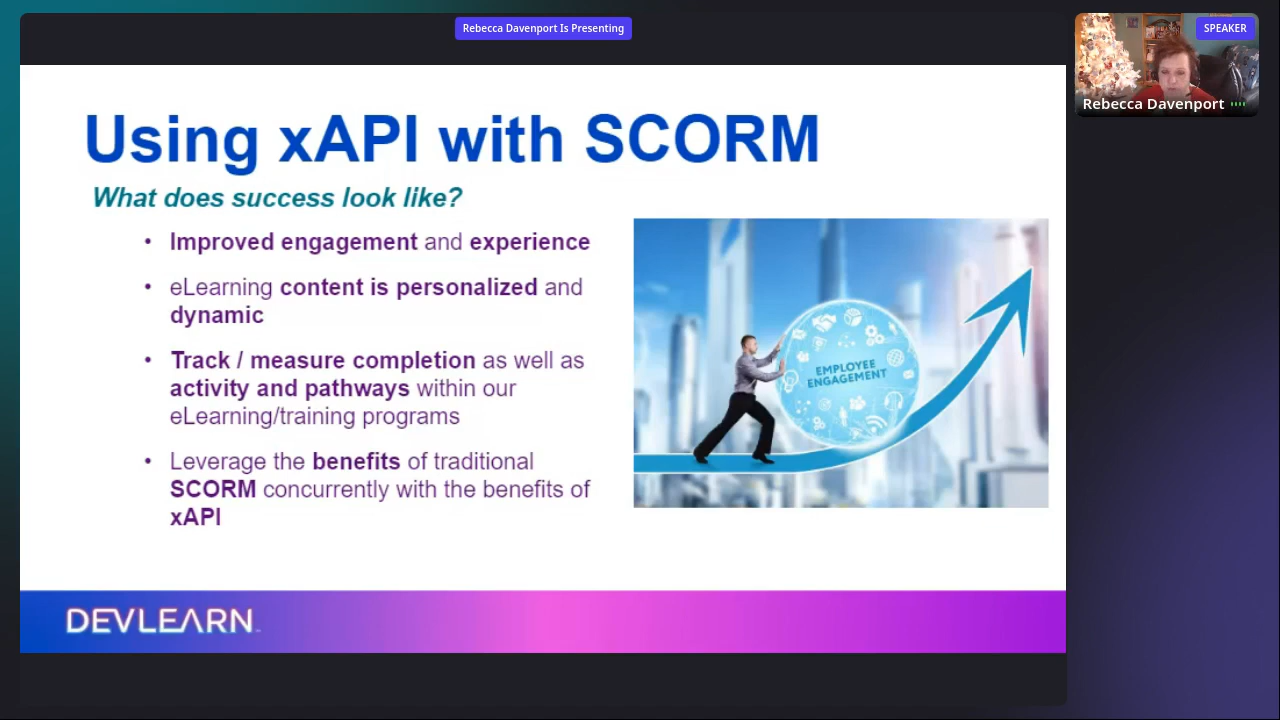 Rebecca Davenport Is Presenting
SPEAKER
Rebecca Davenport
Using xAPI with SCORM
What does success look like?
• Improved engagement and experience
• eLearning content is personalized and
dynamic
• Track / measure completion as well as
activity and pathways within our
eLearning/training programs
• Leverage the benefits of traditional
SCORM concurrently with the benefits of
xAPI
EMPLOYEE
ENGAGEMENT
DEVLEARN